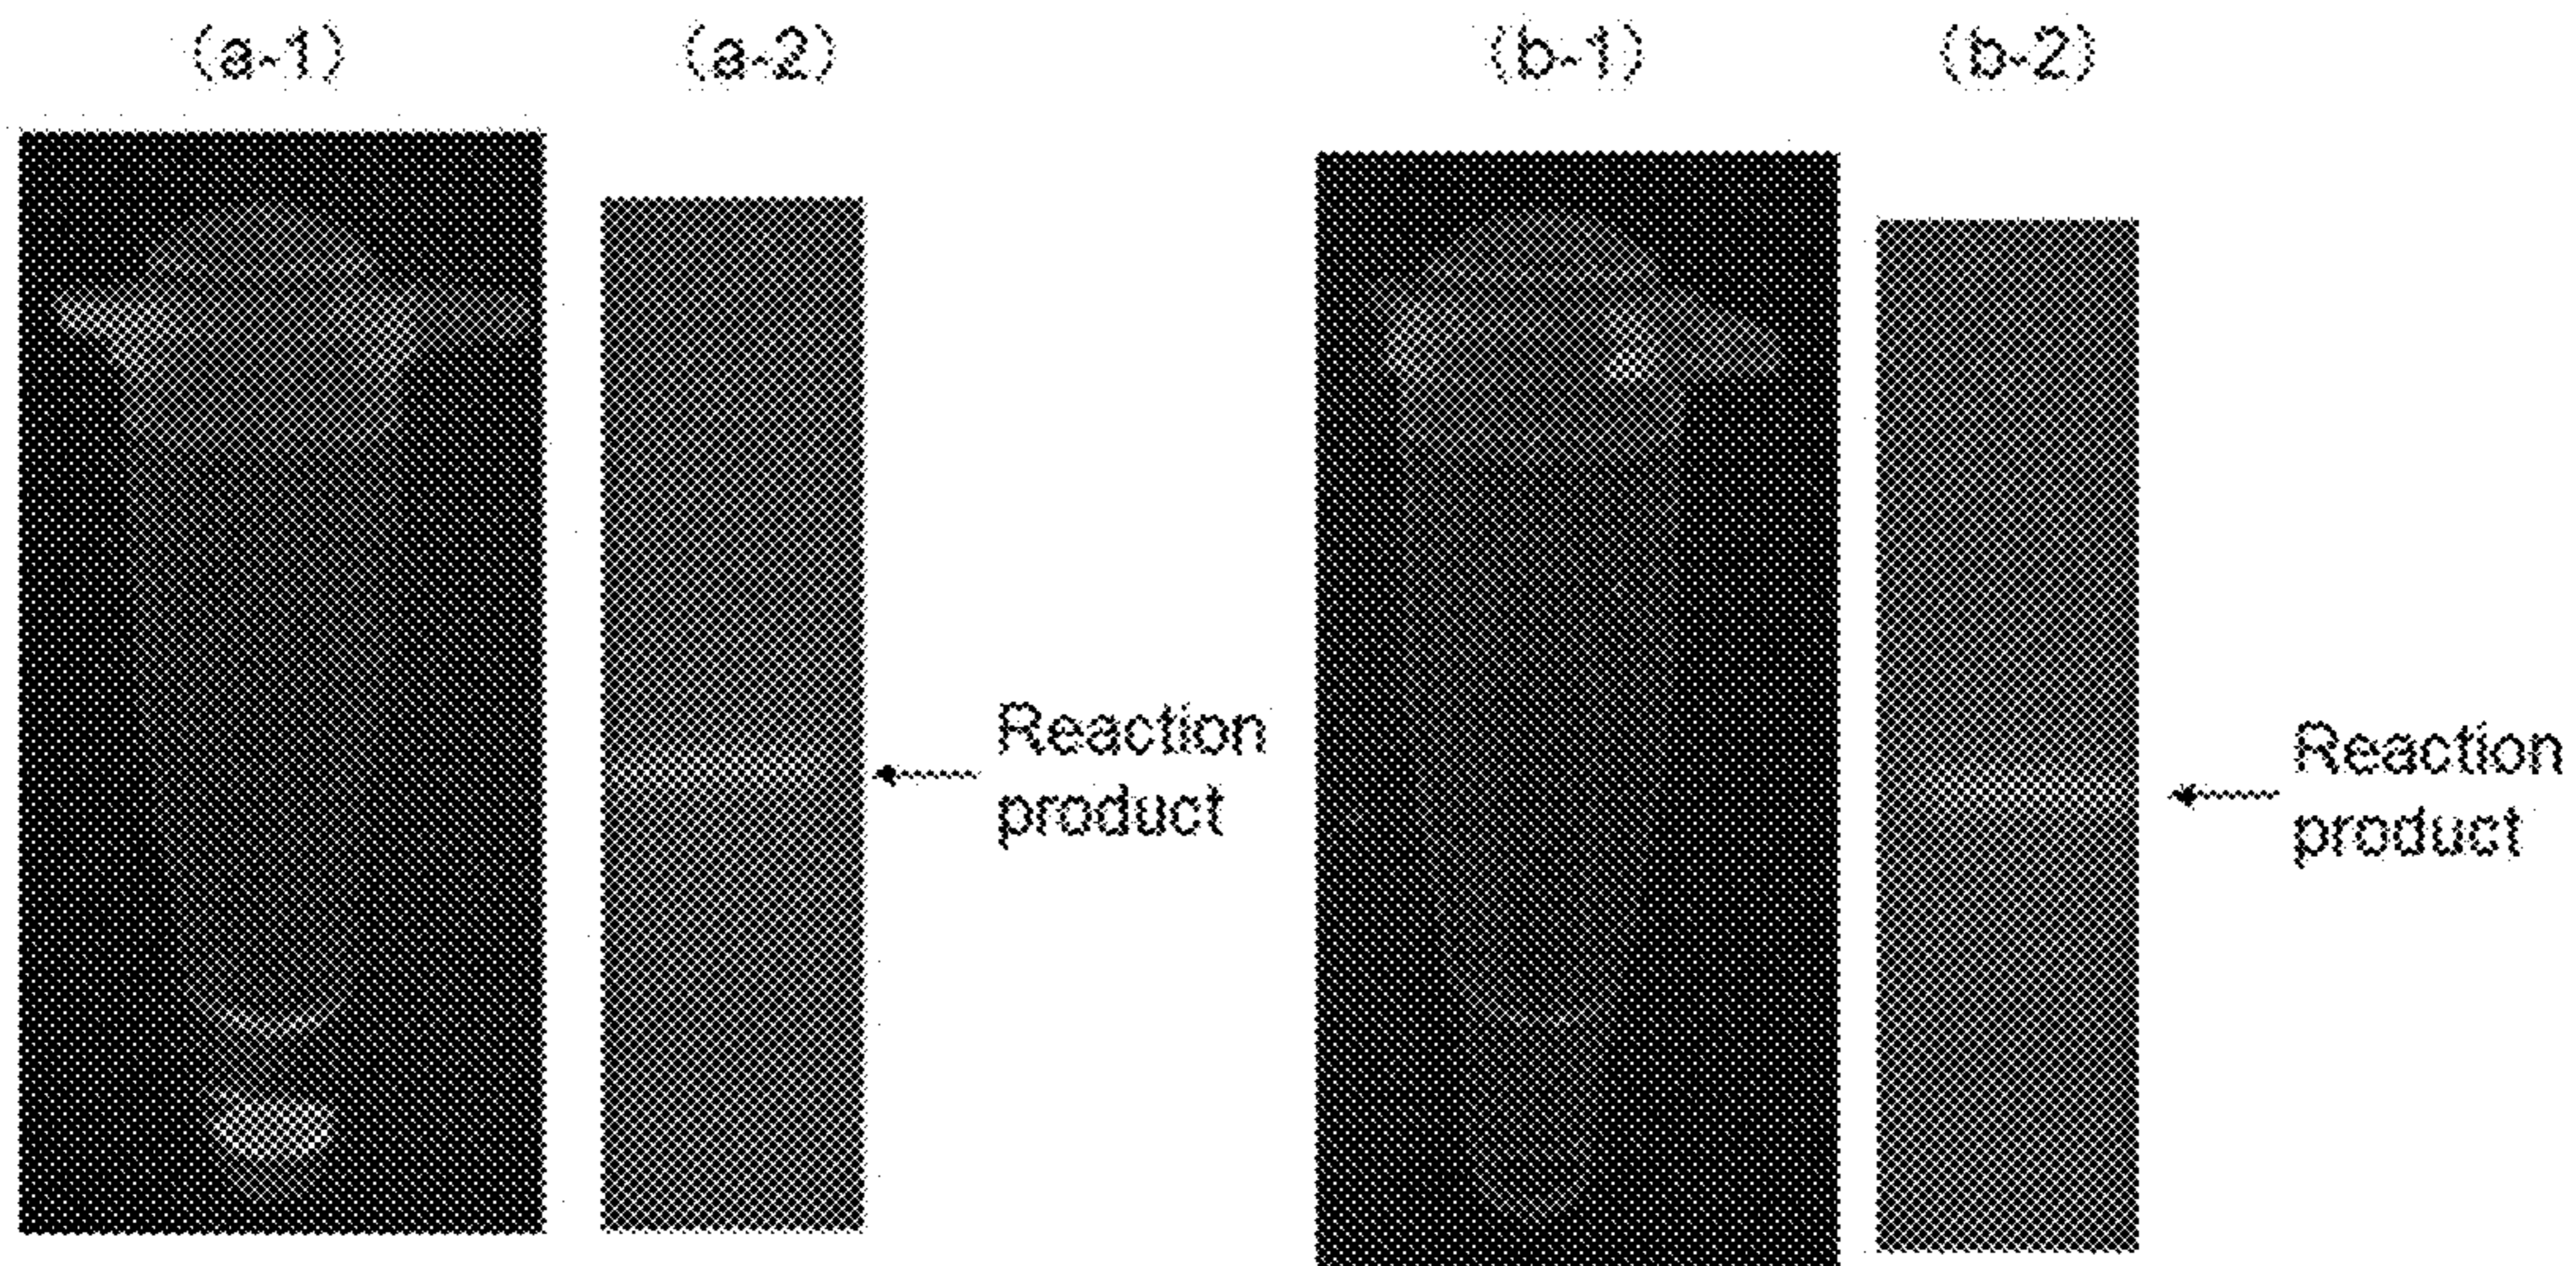 (a-1)
(a-2)
(b-1)
(b-2)
Reaction
product
Reaction
product